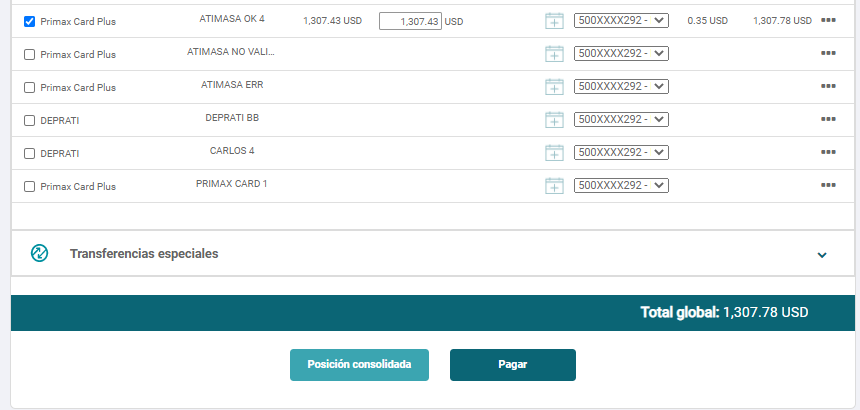 Primax Card Plus ATIMASA OK 4 1,307.43 USD 1,307.43 USD 500XXXX292 - 0.35 USD 1,307.78 USD
Primax Card Plus ATIMASA NO VALI... 500XXXX292 -
Primax Card Plus ATIMASA ERR 500XXXX292 -
DEPRATI DEPRATI BB 500XXXX292 -
DEPRATI CARLOS 4 500XXXX292 -
Primax Card Plus PRIMAX CARD 1 500XXXX292 -
Transferencias especiales
Total global: 1,307.78 USD
Posición consolidada Pagar